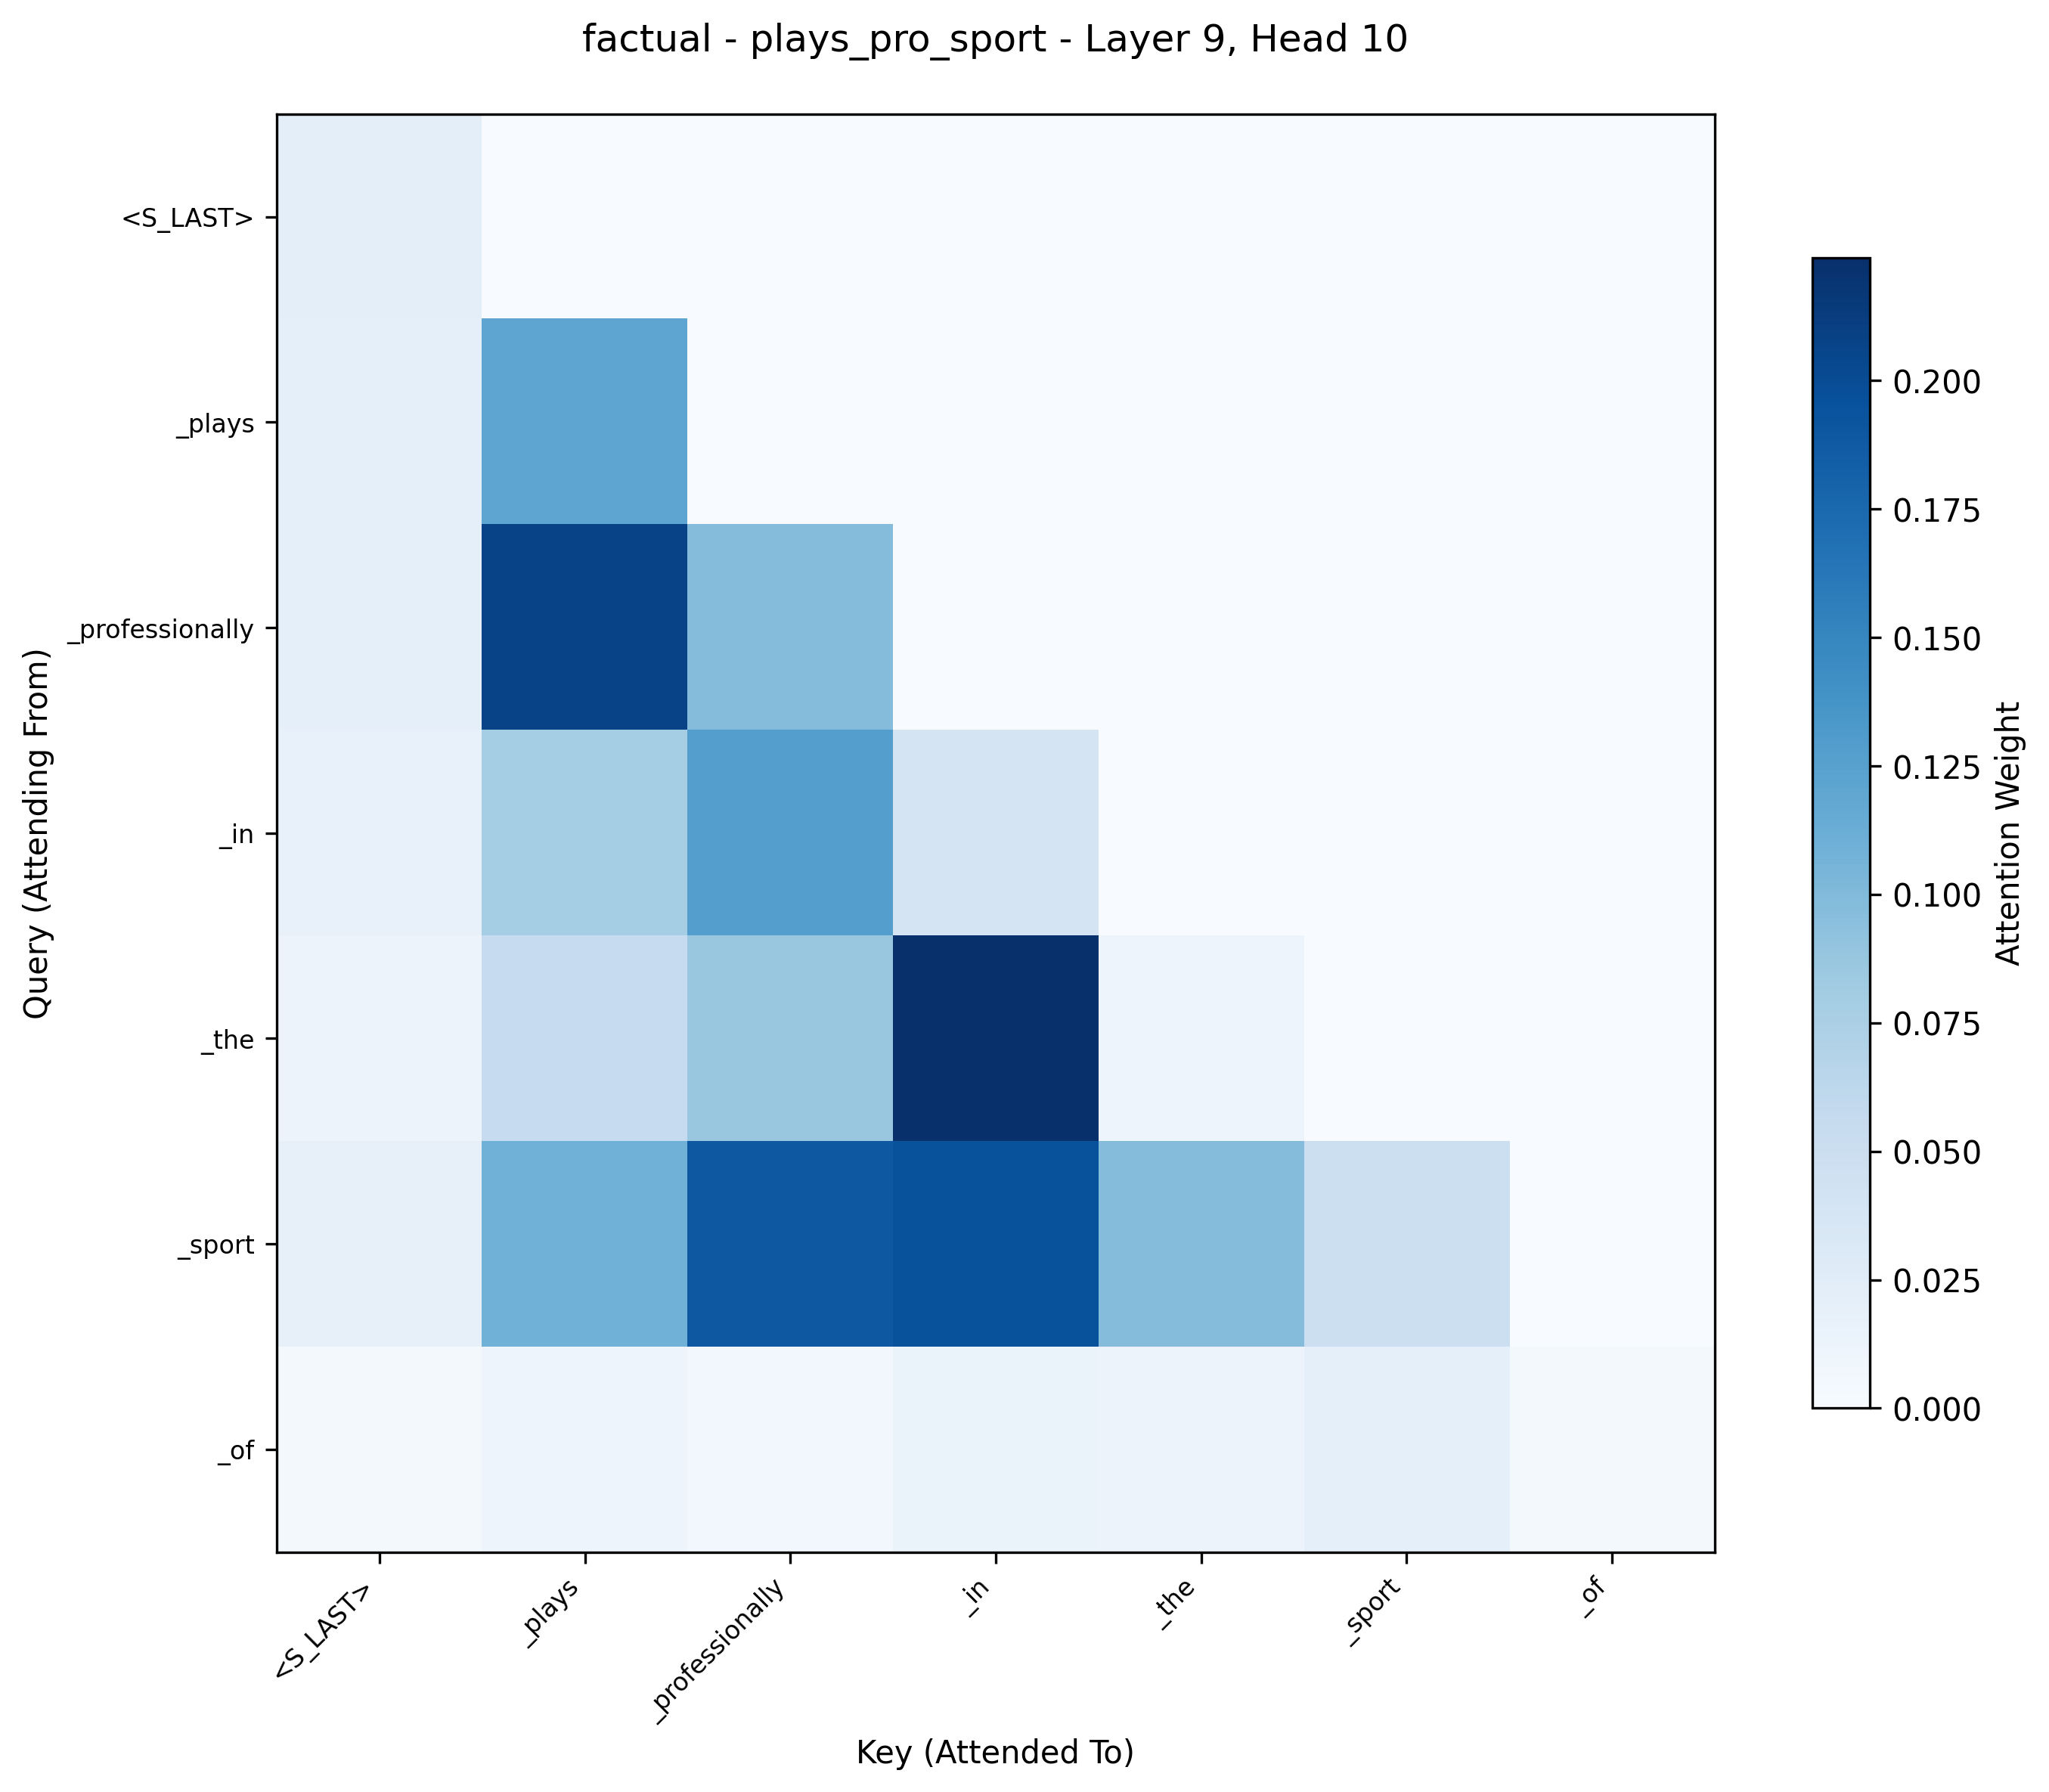 factual - plays_pro_sport - Layer 9, Head 10
Query (Attending From)
<S_LAST>
_plays
_professionally
_in
_the
_sport
_of
<S_LAST>
_plays
_professionally
_in
_the
_sport
_of
Key (Attended To)
0.200
0.175
0.150
0.125
0.100
0.075
0.050
0.025
0.000
Attention Weight